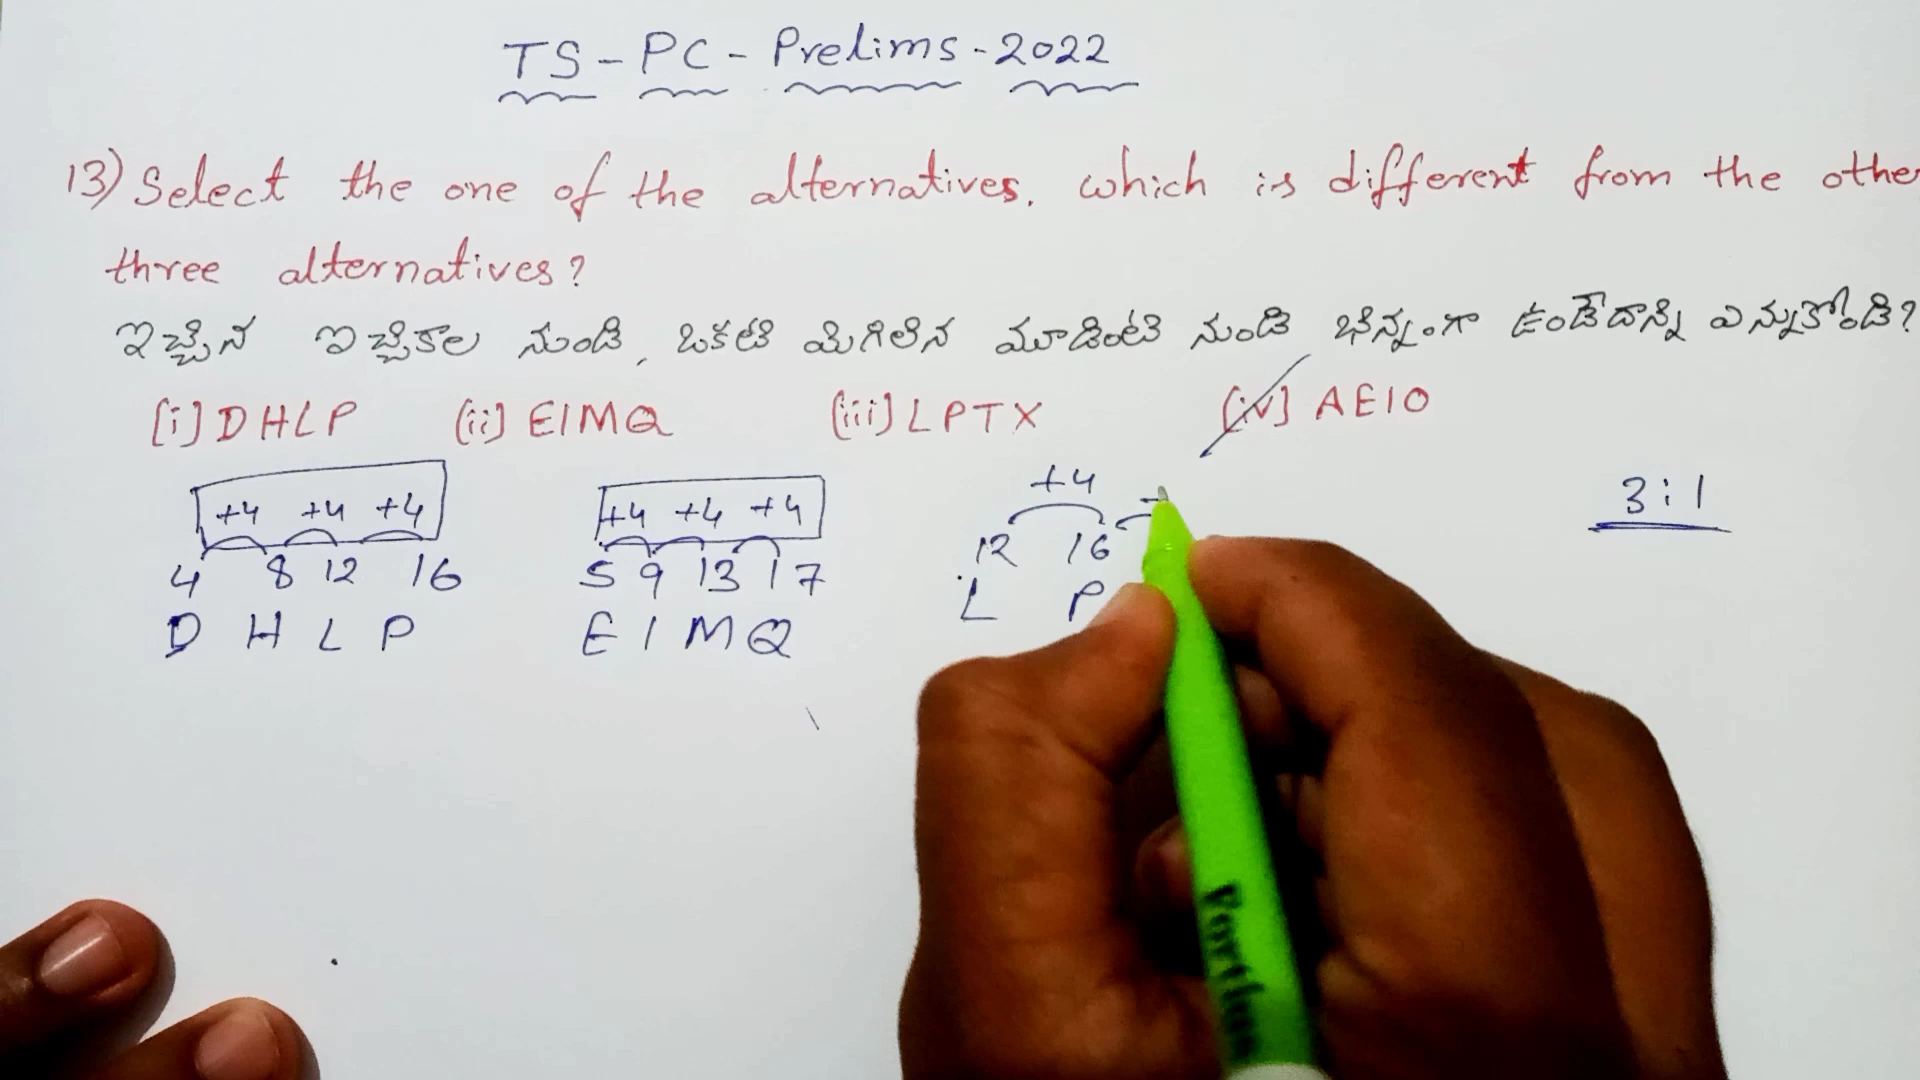 TS-PC-Prelims-2022
13) Select the one of the alternatives, which is different from the othe
three alternatives?
ఇచ్చిన ఐచ్ఛికాల నుండి, ఒకటి మిగిలిన మూడింటి నుండి భిన్నంగా ఉండేదాన్ని ఎన్నుకోండి?
(i) DHLP (ii) EIMQ (iii) LPTX (iv) AEIO
+4 +4 +4 +4 +4 +4 +4 3:1
4 8 12 16 5 9 13 17 12 16
D H L P E I M Q L P
Fortune